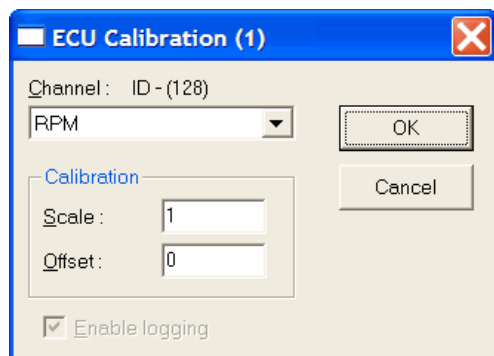 ECU Calibration (1)
Channel : ID - (128)
RPM
OK
Calibration
Cancel
Scale : 1
Offset : 0
Enable logging